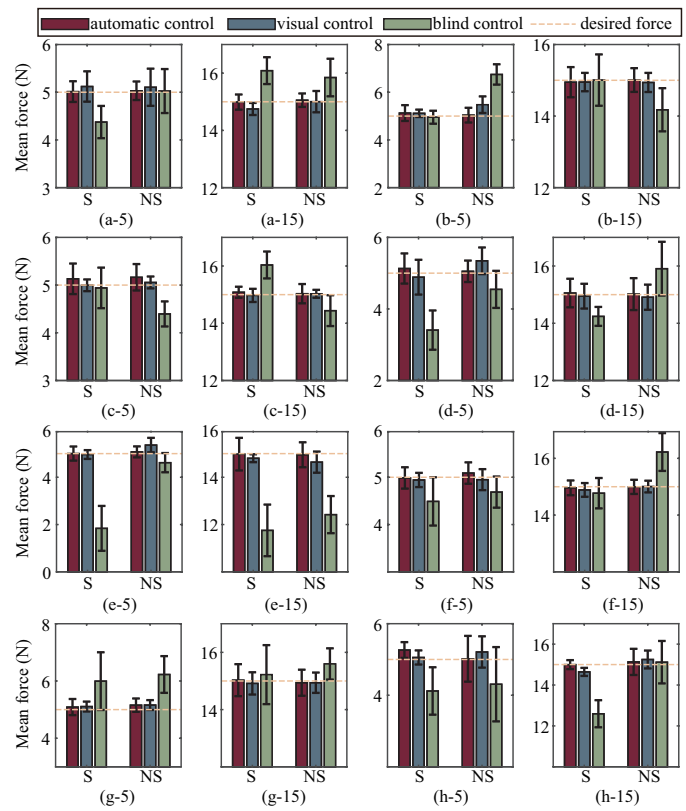 automatic control visual control blind control desired force
Mean force (N)
6
5
4
3
S NS
(a-5)
16
14
12
S NS
(a-15)
8
6
4
2
S NS
(b-5)
16
14
12
S NS
(b-15)
Mean force (N)
6
5
4
3
S NS
(c-5)
16
14
12
S NS
(c-15)
6
4
2
S NS
(d-5)
16
14
12
S NS
(d-15)
Mean force (N)
6
4
2
0
S NS
(e-5)
16
15
14
12
S NS
(e-15)
6
5
4
S NS
(f-5)
16
15
14
S NS
(f-15)
Mean force (N)
8
6
5
4
3
S NS
(g-5)
16
15
14
S NS
(g-15)
6
4
S NS
(h-5)
16
15
14
12
S NS
(h-15)